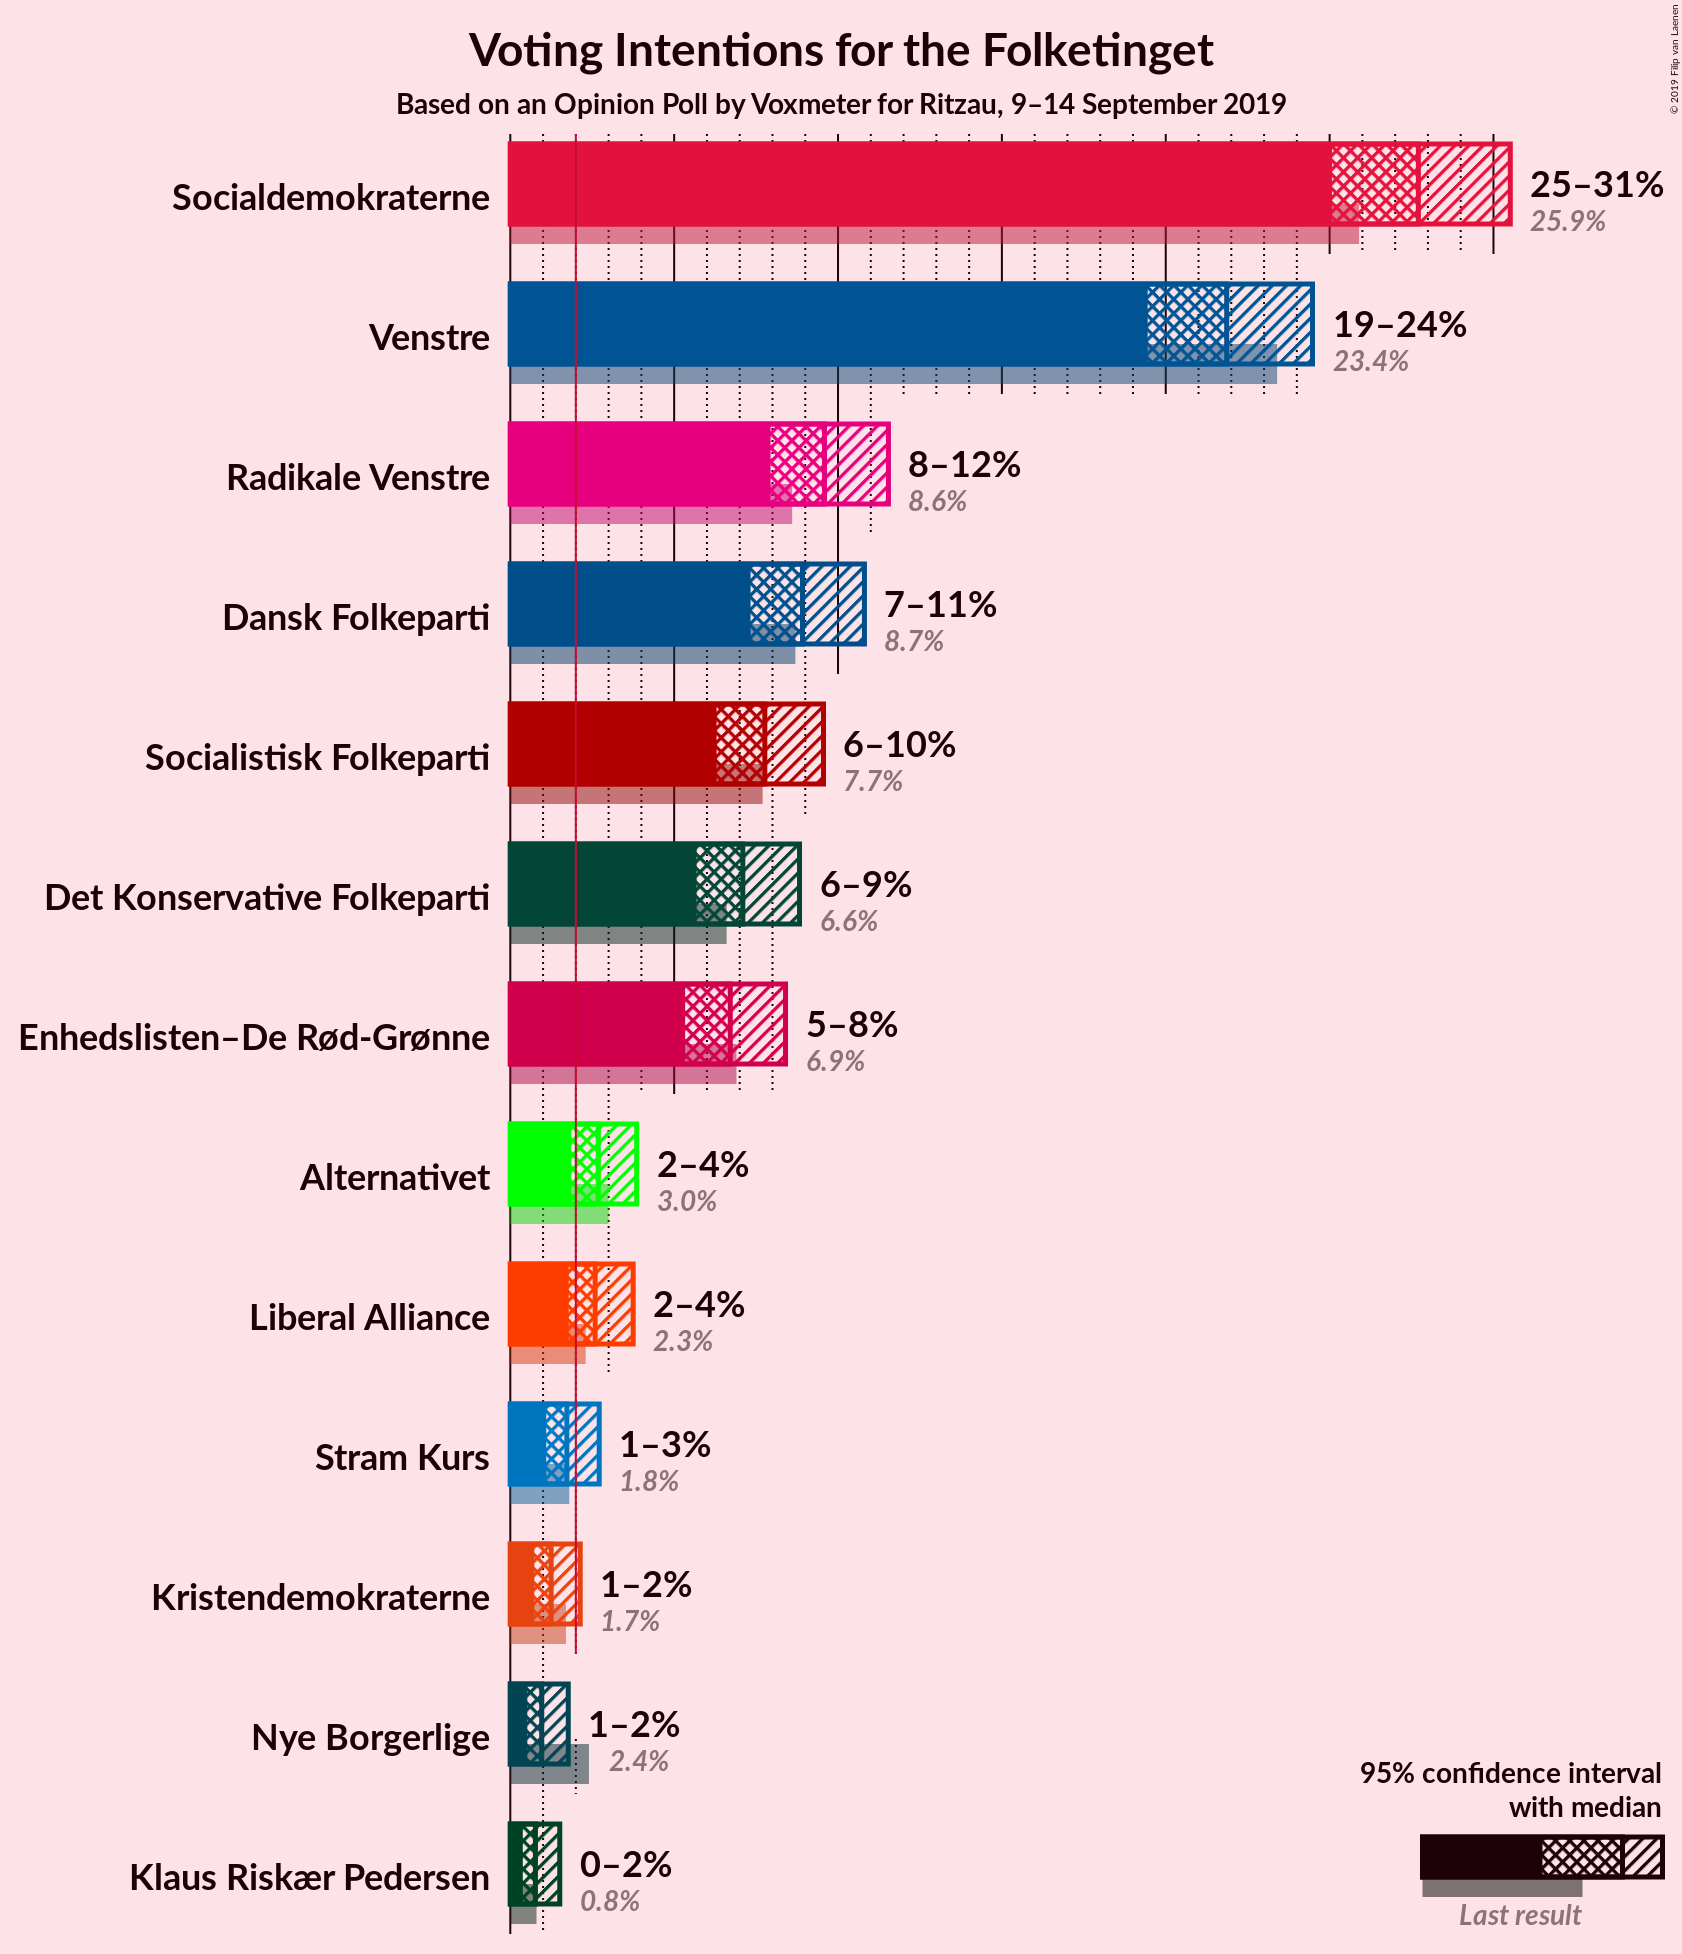 Voting Intentions for the Folketinget
Based on an Opinion Poll by Voxmeter for Ritzau, 9–14 September 2019
© 2019 Filip van Laenen
Socialdemokraterne
25–31%
25.9%
Venstre
19–24%
23.4%
Radikale Venstre
8–12%
8.6%
Dansk Folkeparti
7–11%
8.7%
Socialistisk Folkeparti
6–10%
7.7%
Det Konservative Folkeparti
6–9%
6.6%
Enhedslisten–De Rød-Grønne
5–8%
6.9%
Alternativet
2–4%
3.0%
Liberal Alliance
2–4%
2.3%
Stram Kurs
1–3%
1.8%
Kristendemokraterne
1–2%
1.7%
Nye Borgerlige
1–2%
2.4%
Klaus Riskær Pedersen
0–2%
0.8%
95% confidence interval
with median
Last result